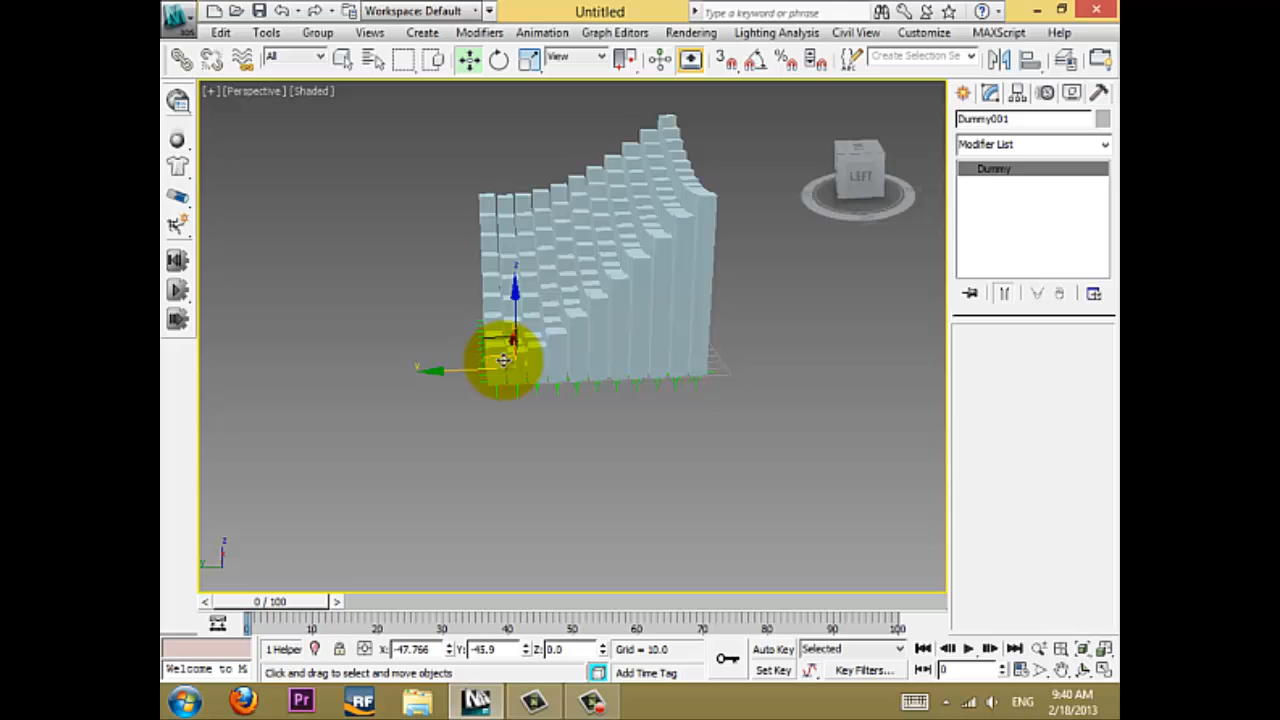 Workspace: Default
Untitled
Type a keyword or phrase
Edit Tools Group Views Create Modifiers Animation Graph Editors Rendering Lighting Analysis Civil View Customize MAXScript Help
All
View
3
%
Create Selection Se
[+] [Perspective] [Shaded]
LEFT
z
y
Dummy001
Modifier List
Dummy
z
y
< 0 / 100 >
10 20 30 40 50 60 70 80 90 100
1 Helper X: -47.766 Y: -45.9 Z: 0.0 Grid = 10.0 Auto Key Selected
Welcome to M Click and drag to select and move objects Add Time Tag Set Key Key Filters... 0
Pr RF ENG 9:40 AM
2/18/2013